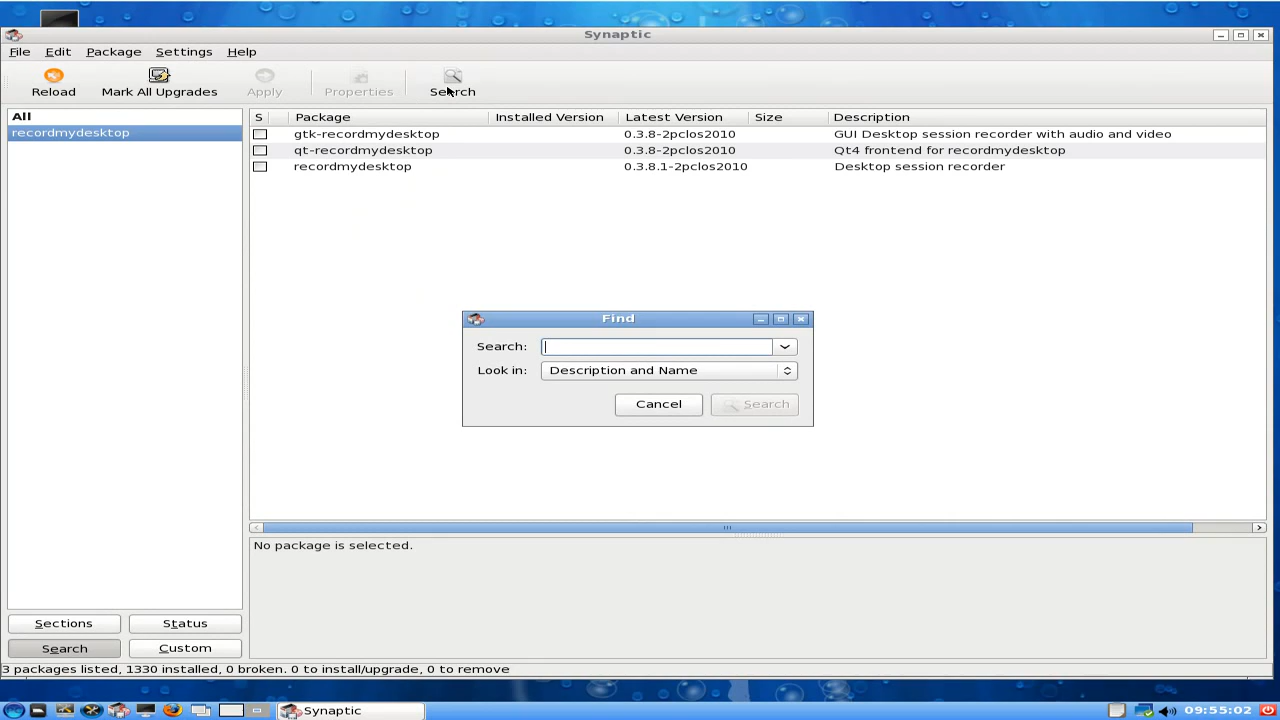 Synaptic
File Edit Package Settings Help
Reload Mark All Upgrades Apply Properties Search
All
recordmydesktop
S Package Installed Version Latest Version Size Description
gtk-recordmydesktop 0.3.8-2pclos2010 GUI Desktop session recorder with audio and video
qt-recordmydesktop 0.3.8-2pclos2010 Qt4 frontend for recordmydesktop
recordmydesktop 0.3.8.1-2pclos2010 Desktop session recorder
Find
Search:
Look in: Description and Name
Cancel Search
No package is selected.
Sections Status
Search Custom
3 packages listed, 1330 installed, 0 broken. 0 to install/upgrade, 0 to remove
Synaptic 09:55:02